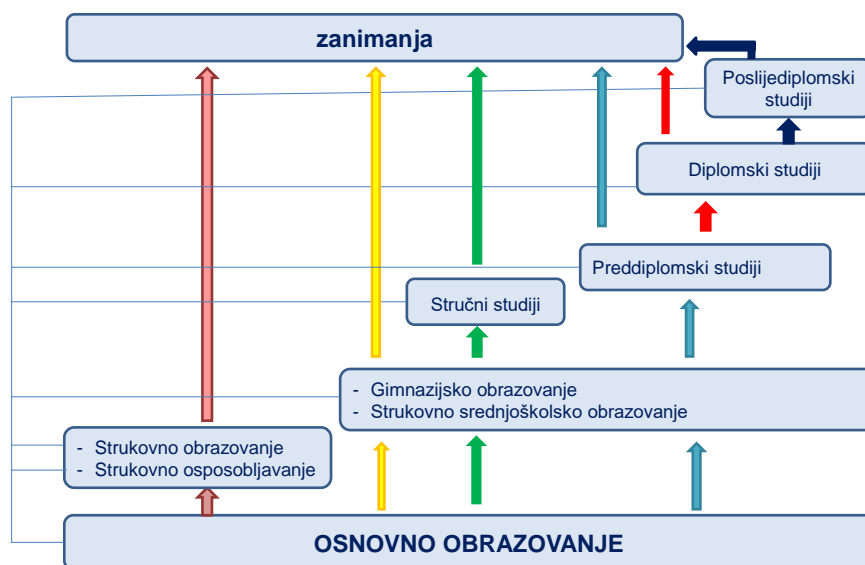 zanimanja
Poslijediplomski
studiji
Diplomski studiji
Preddiplomski studiji
Stručni studiji
- Gimnazijsko obrazovanje
- Strukovno srednjoškolsko obrazovanje
- Strukovno obrazovanje
- Strukovno osposobljavanje
OSNOVNO OBRAZOVANJE